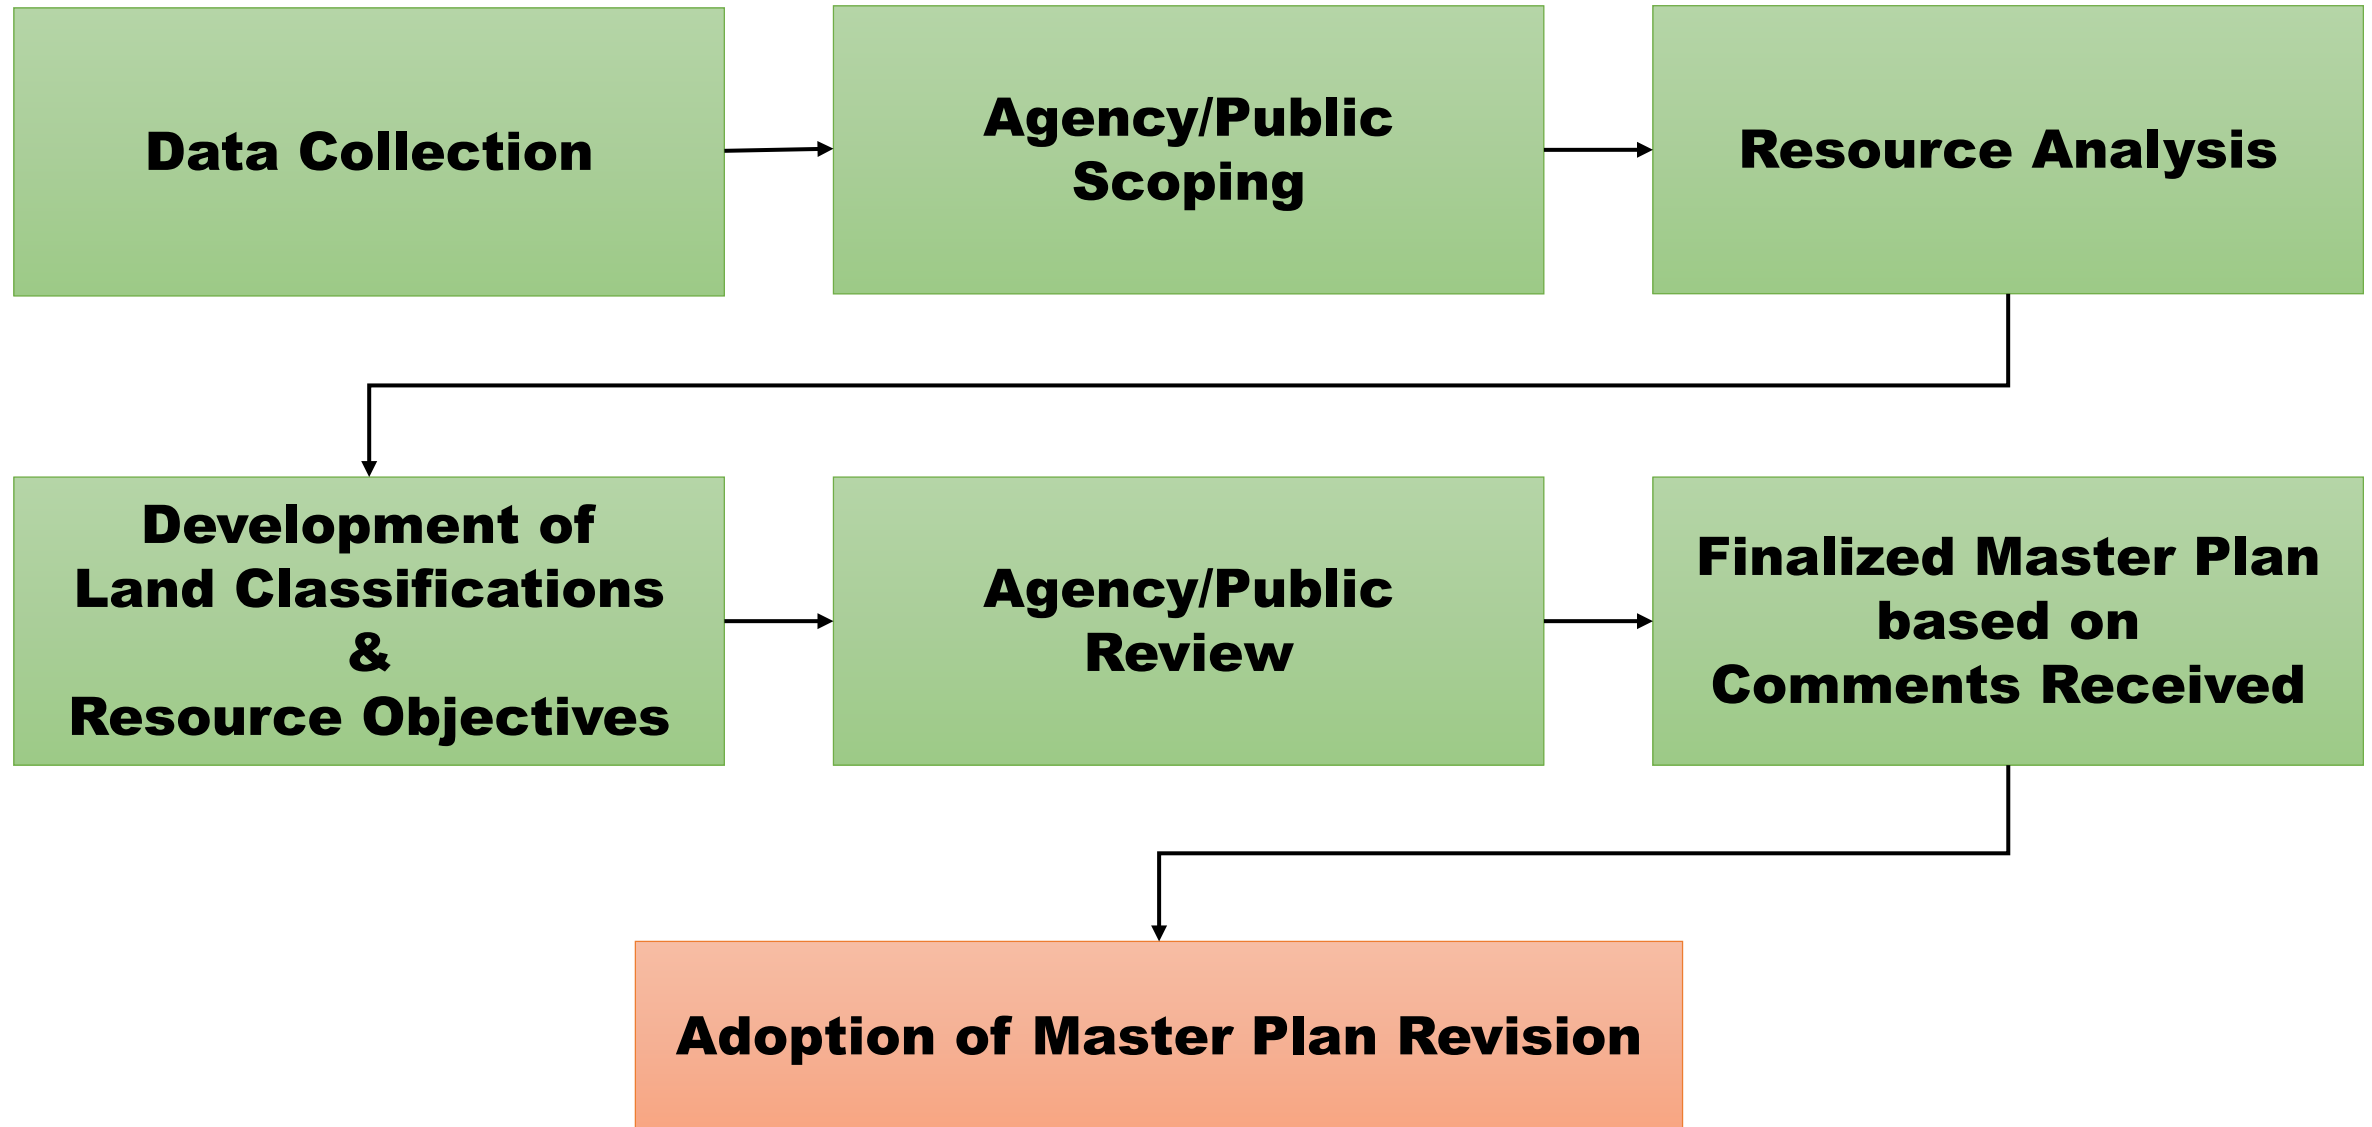 Data Collection
Agency/Public
Scoping
Resource Analysis
Development of
Land Classifications
&
Resource Objectives
Agency/Public
Review
Finalized Master Plan
based on
Comments Received
Adoption of Master Plan Revision